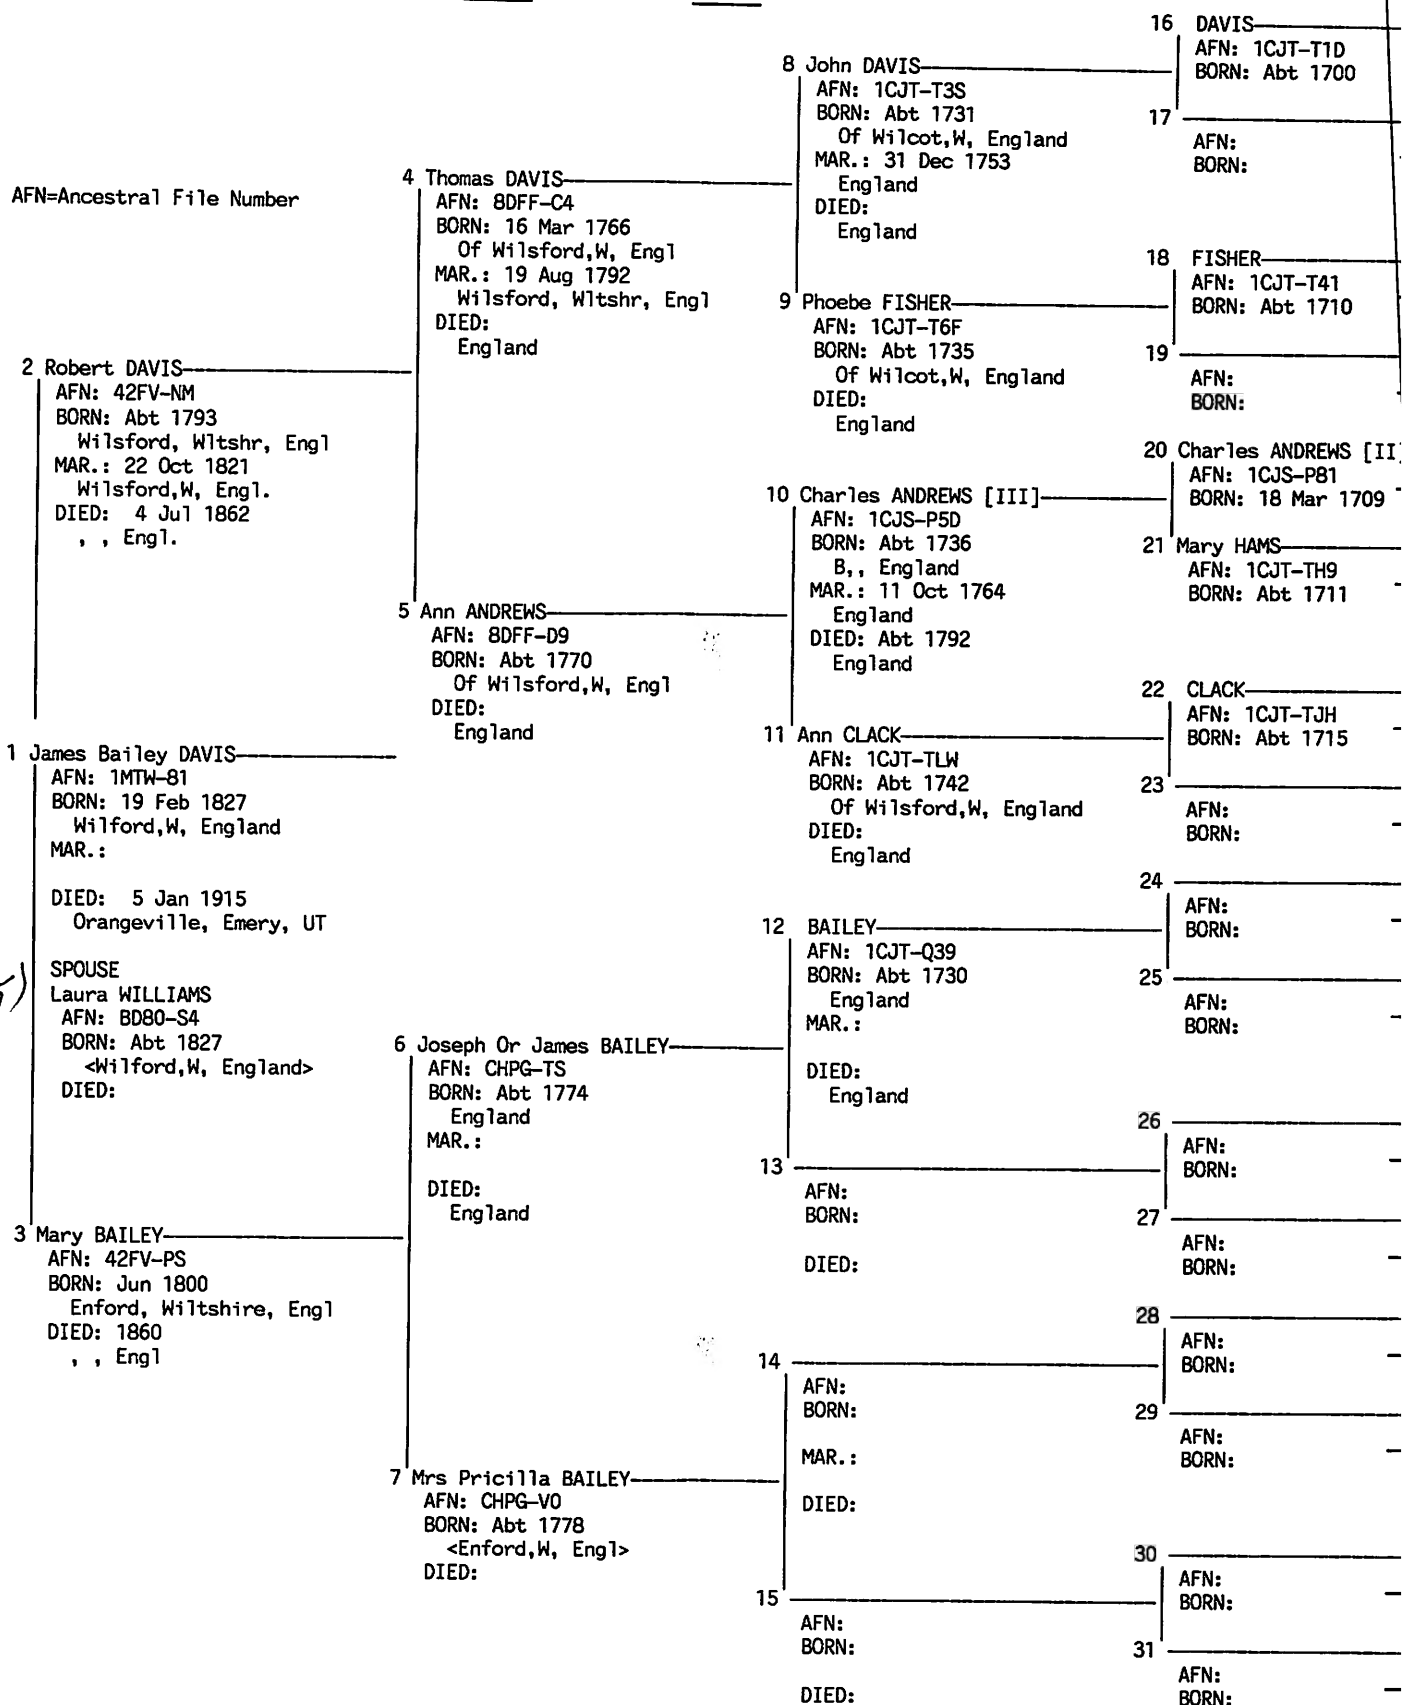 AFN=Ancestral File Number
1 James Bailey DAVIS
AFN: 1MTW-81
BORN: 19 Feb 1827
Wilford,W, England
MAR.:
DIED: 5 Jan 1915
Orangeville, Emery, UT
SPOUSE
Laura WILLIAMS
AFN: BD80-S4
BORN: Abt 1827
<Wilford,W, England>
DIED:
2 Robert DAVIS
AFN: 42FV-NM
BORN: Abt 1793
Wilsford, Wltshr, Engl
MAR.: 22 Oct 1821
Wilsford,W, Engl.
DIED: 4 Jul 1862
, , Engl.
3 Mary BAILEY
AFN: 42FV-PS
BORN: Jun 1800
Enford, Wiltshire, Engl
DIED: 1860
, , Engl
4 Thomas DAVIS
AFN: 8DFF-C4
BORN: 16 Mar 1766
Of Wilsford,W, Engl
MAR.: 19 Aug 1792
Wilsford, Wltshr, Engl
DIED:
England
5 Ann ANDREWS
AFN: 8DFF-D9
BORN: Abt 1770
Of Wilsford,W, Engl
DIED:
England
6 Joseph Or James BAILEY
AFN: CHPG-TS
BORN: Abt 1774
England
MAR.:
DIED:
England
7 Mrs Pricilla BAILEY
AFN: CHPG-V0
BORN: Abt 1778
<Enford,W, Engl>
DIED:
8 John DAVIS
AFN: 1CJT-T3S
BORN: Abt 1731
Of Wilcot,W, England
MAR.: 31 Dec 1753
England
DIED:
England
9 Phoebe FISHER
AFN: 1CJT-T6F
BORN: Abt 1735
Of Wilcot,W, England
DIED:
England
10 Charles ANDREWS [III]
AFN: 1CJS-P5D
BORN: Abt 1736
B,, England
MAR.: 11 Oct 1764
England
DIED: Abt 1792
England
11 Ann CLACK
AFN: 1CJT-TLW
BORN: Abt 1742
Of Wilsford,W, England
DIED:
England
12 BAILEY
AFN: 1CJT-Q39
BORN: Abt 1730
England
MAR.:
DIED:
England
13
AFN:
BORN:
DIED:
14
AFN:
BORN:
MAR.:
DIED:
15
AFN:
BORN:
DIED:
16 DAVIS
AFN: 1CJT-T1D
BORN: Abt 1700
17
AFN:
BORN:
18 FISHER
AFN: 1CJT-T41
BORN: Abt 1710
19
AFN:
BORN:
20 Charles ANDREWS [II]
AFN: 1CJS-P81
BORN: 18 Mar 1709
21 Mary HAMS
AFN: 1CJT-TH9
BORN: Abt 1711
22 CLACK
AFN: 1CJT-TJH
BORN: Abt 1715
23
AFN:
BORN:
24
AFN:
BORN:
25
AFN:
BORN:
26
AFN:
BORN:
27
AFN:
BORN:
28
AFN:
BORN:
29
AFN:
BORN:
30
AFN:
BORN:
31
AFN:
BORN: